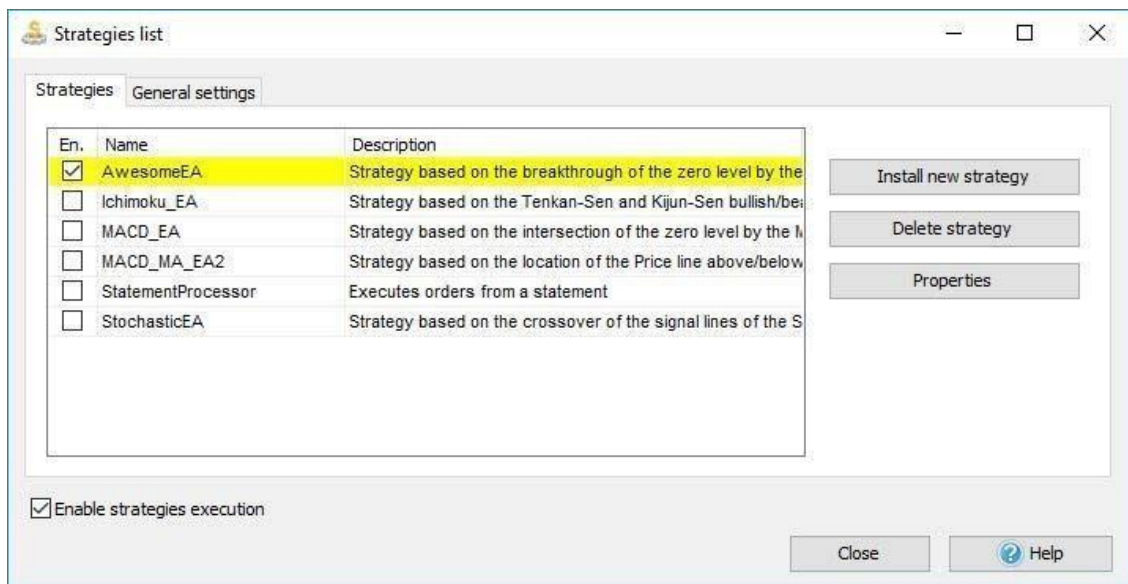 Strategies list
Strategies General settings
En. Name Description
AwesomeEA Strategy based on the breakthrough of the zero level by the
Ichimoku_EA Strategy based on the Tenkan-Sen and Kijun-Sen bullish/bea
MACD_EA Strategy based on the intersection of the zero level by the M
MACD_MA_EA2 Strategy based on the location of the Price line above/below
StatementProcessor Executes orders from a statement
StochasticEA Strategy based on the crossover of the signal lines of the S
Install new strategy
Delete strategy
Properties
Enable strategies execution
Close Help